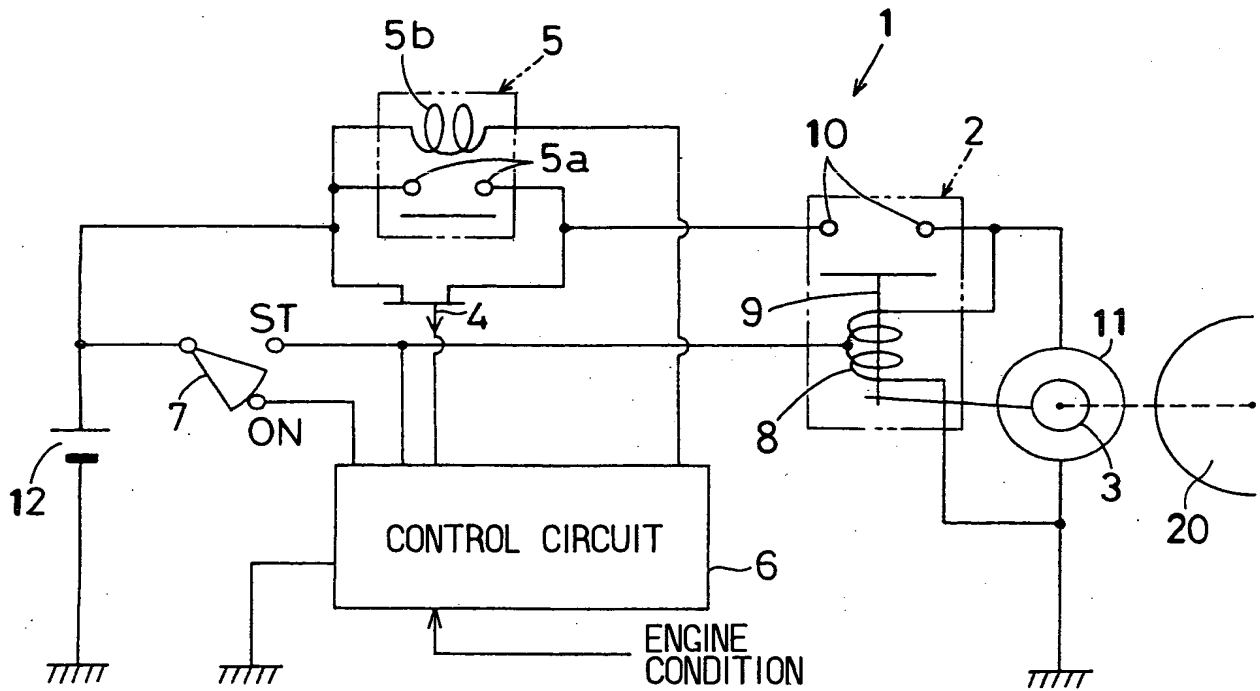 1
5b
5
10
2
5a
ST
4
9
11
7
ON
8
12
3
20
CONTROL CIRCUIT
6
ENGINE
CONDITION